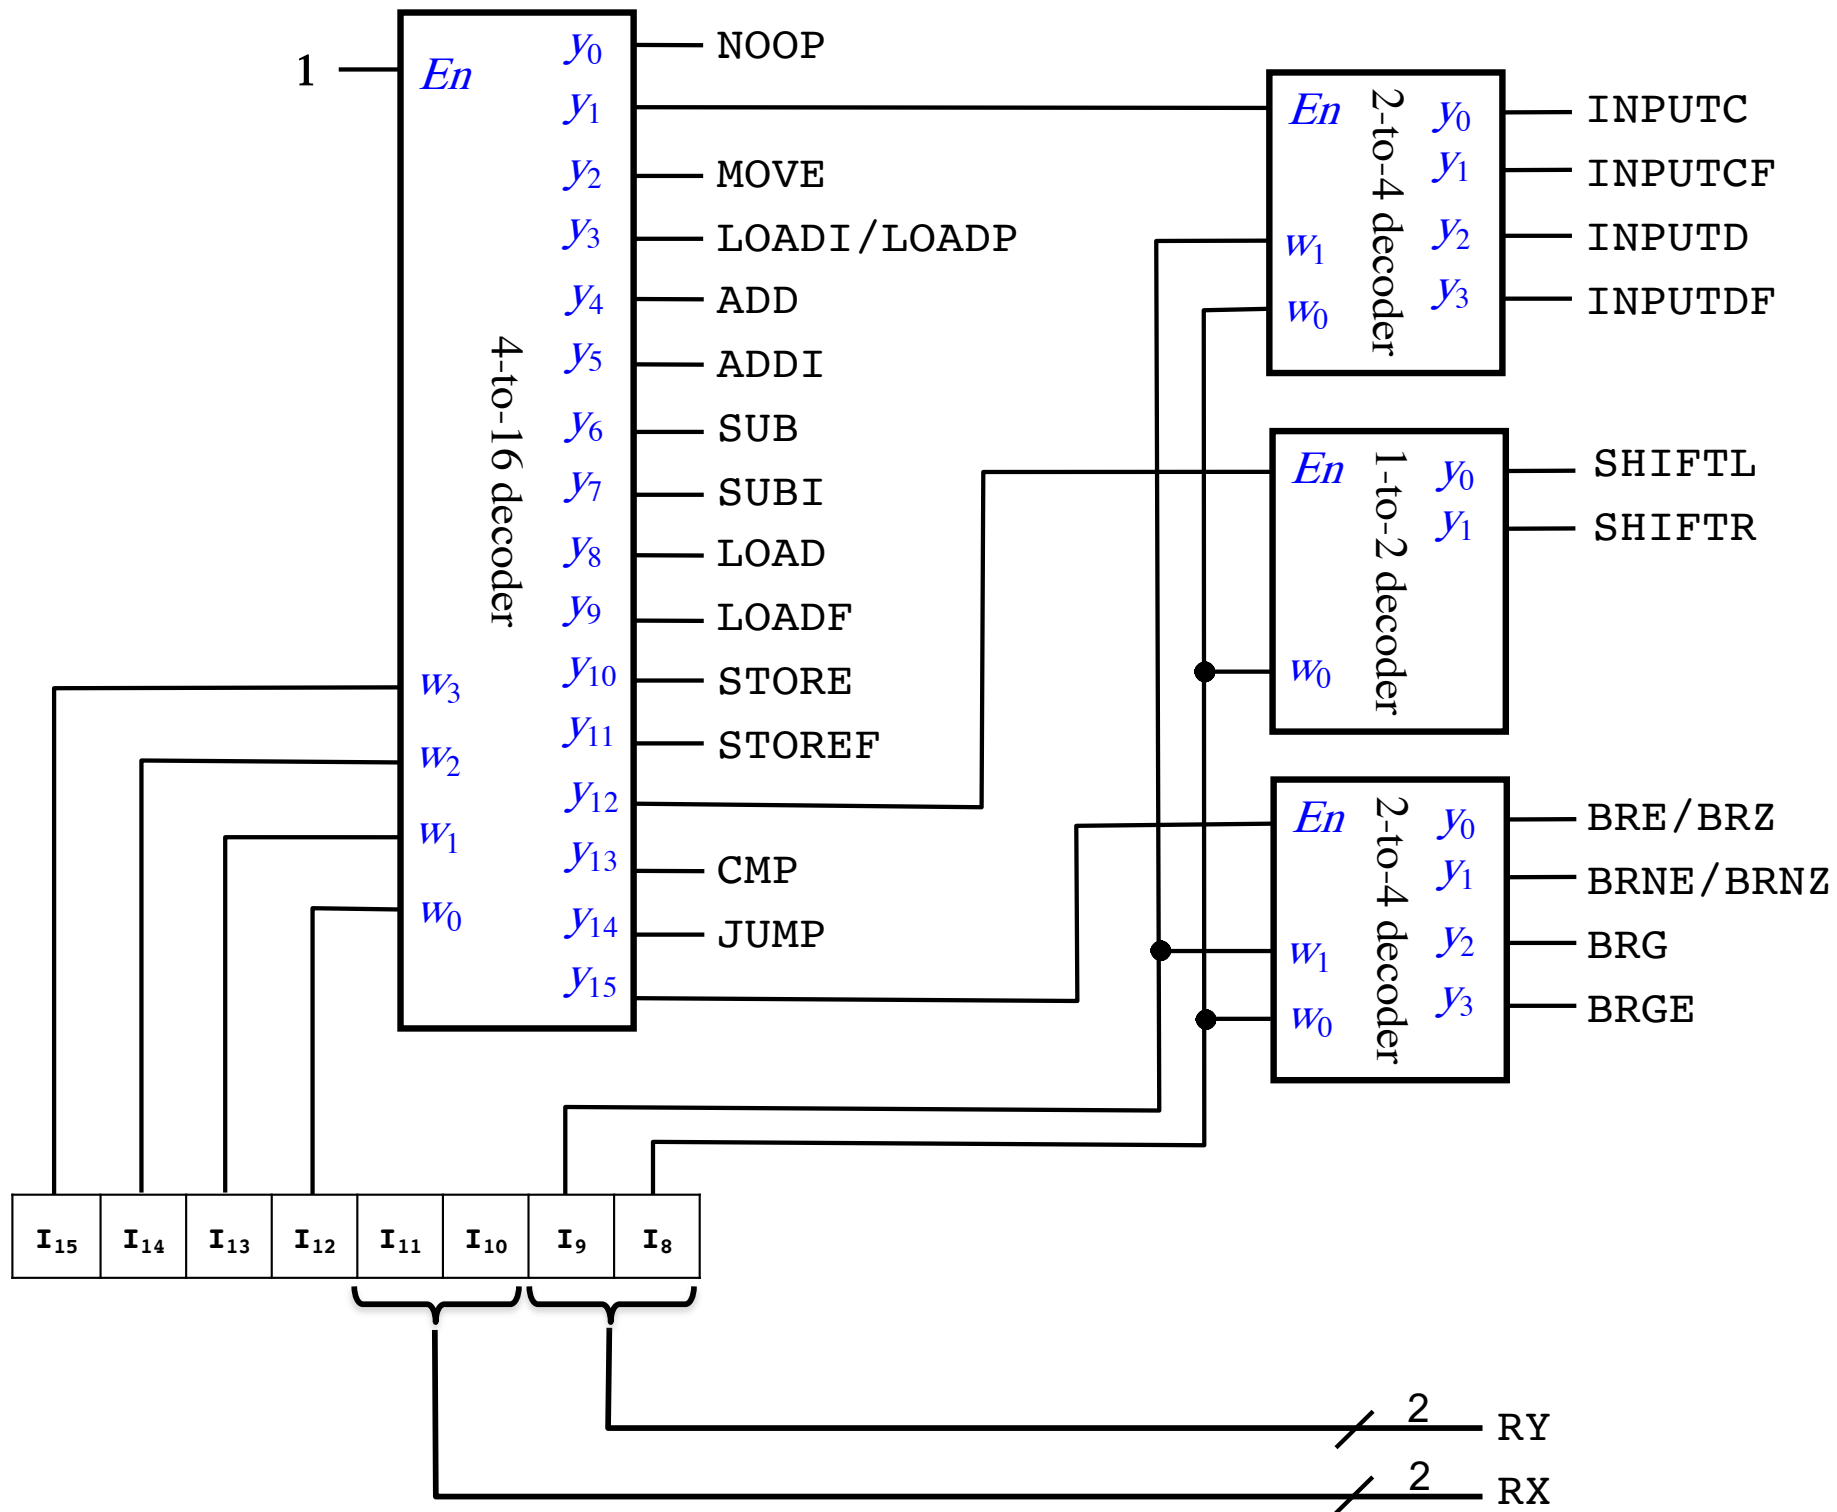 1
En
4-to-16 decoder
w3
w2
w1
w0
y0
y1
y2
y3
y4
y5
y6
y7
y8
y9
y10
y11
y12
y13
y14
y15
NOOP
MOVE
LOADI/LOADP
ADD
ADDI
SUB
SUBI
LOAD
LOADF
STORE
STOREF
CMP
JUMP
En
w1
w0
2-to-4 decoder
y0
y1
y2
y3
INPUTC
INPUTCF
INPUTD
INPUTDF
En
w0
1-to-2 decoder
y0
y1
SHIFTL
SHIFTR
En
w1
w0
2-to-4 decoder
y0
y1
y2
y3
BRE/BRZ
BRNE/BRNZ
BRG
BRGE
I15 I14 I13 I12 I11 I10 I9 I8
2
RY
2
RX